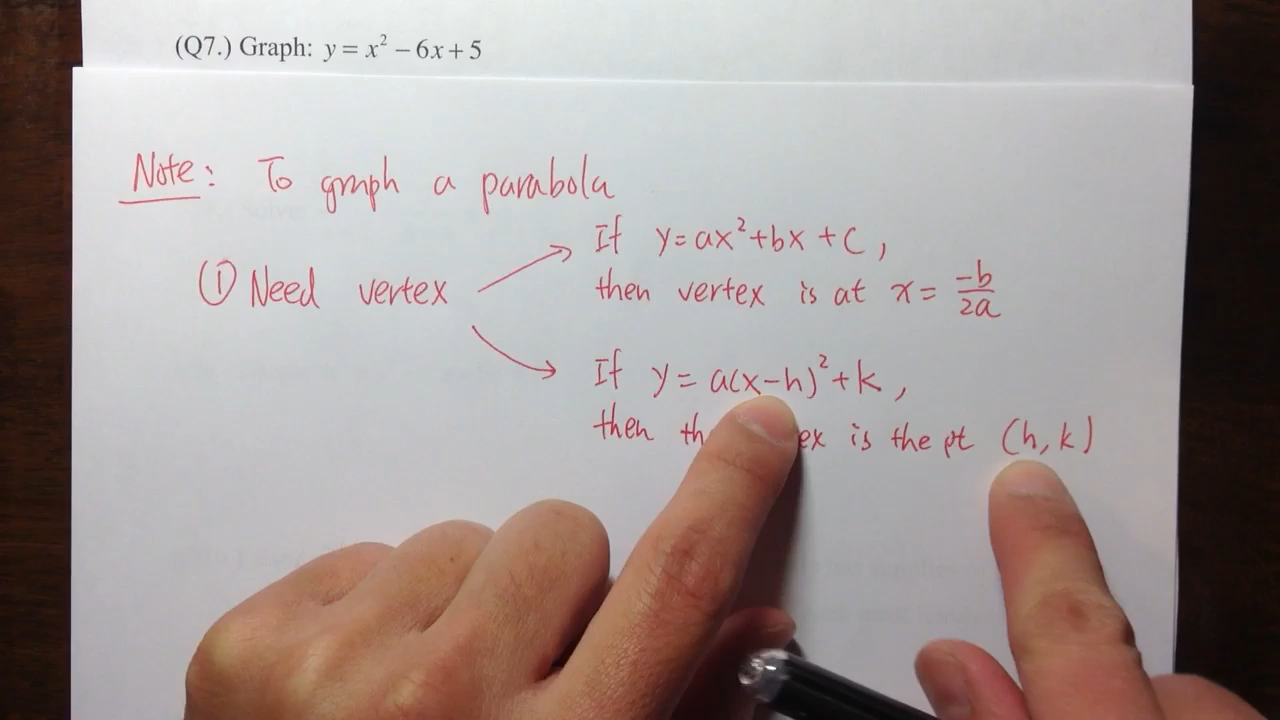 (Q7.) Graph: y = x² − 6x + 5
Note: To graph a parabola
① Need vertex
If y = ax² + bx + c,
then vertex is at x = -b/2a
If y = a(x-h)² + k,
then is the pt (h, k)